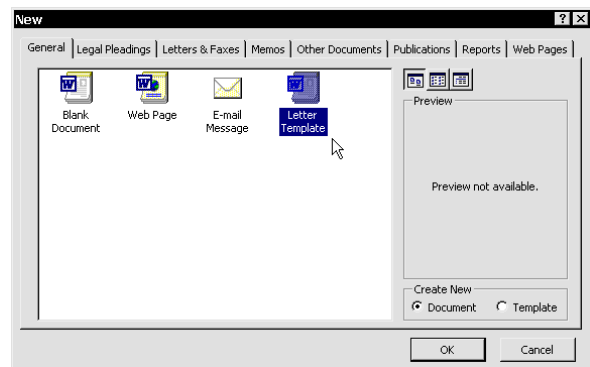 New
General Legal Pleadings Letters & Faxes Memos Other Documents Publications Reports Web Pages
Blank Document
Web Page
E-mail Message
Letter Template
Preview
Preview not available.
Create New
Document Template
OK Cancel